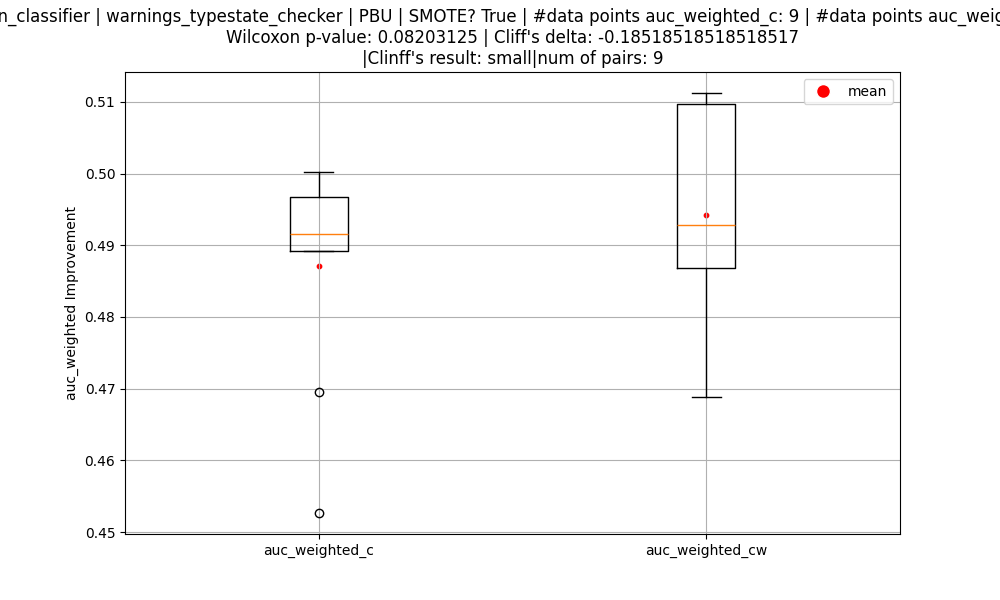 n_classifier | warnings_typestate_checker | PBU | SMOTE? True | #data points auc_weighted_c: 9 | #data points auc_weig
Wilcoxon p-value: 0.08203125 | Cliff's delta: -0.18518518518518517
|Clinff's result: small|num of pairs: 9
mean
0.51
0.50
0.49
0.48
0.47
0.46
0.45
auc_weighted Improvement
auc_weighted_c
auc_weighted_cw